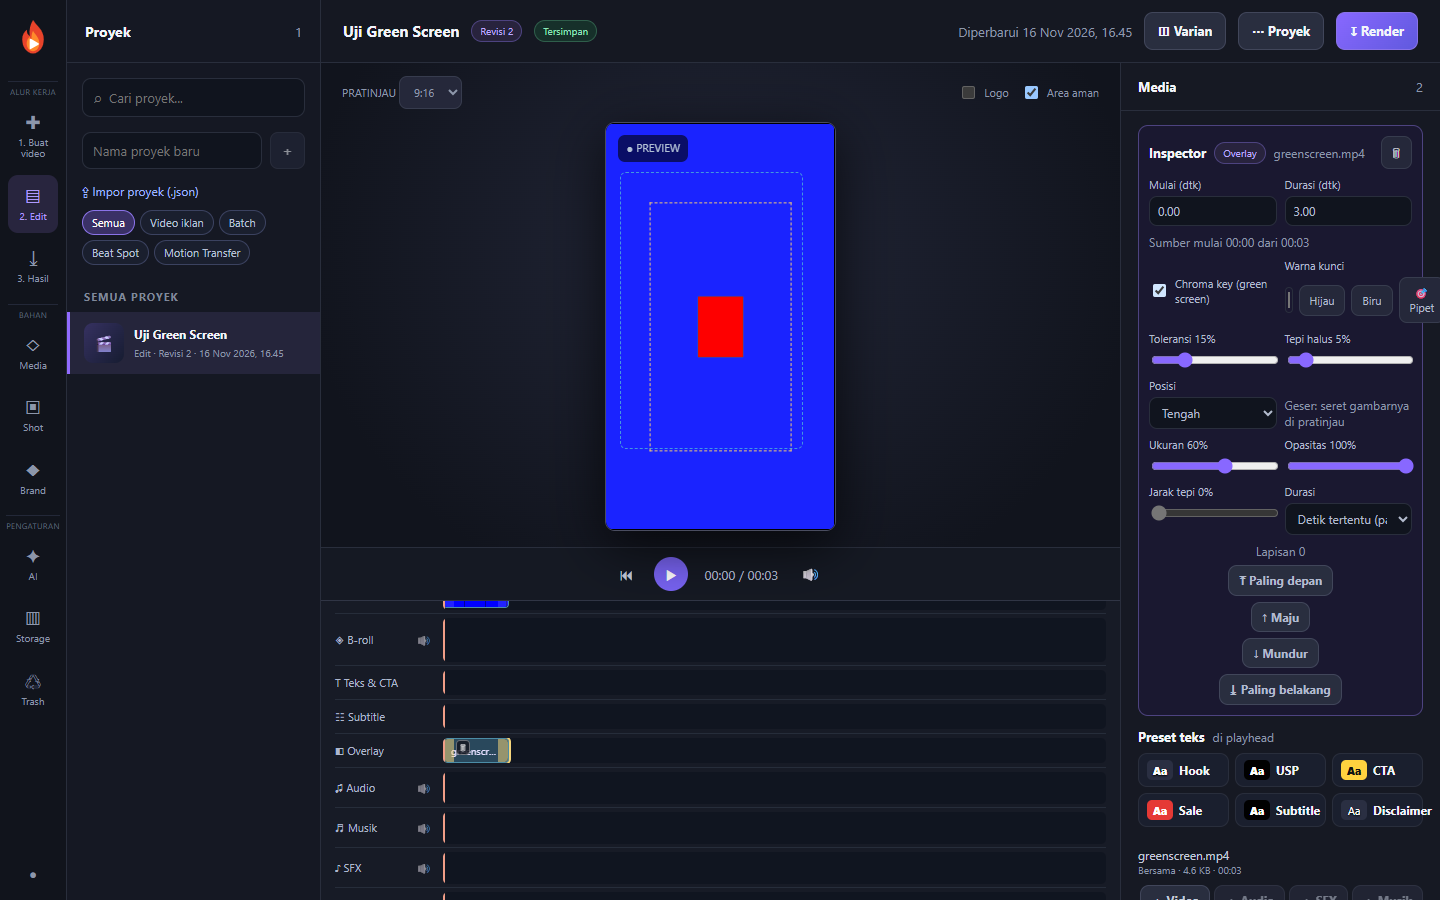 ALUR KERJA
1. Buat video
2. Edit
3. Hasil
BAHAN
Media
Shot
Brand
PENGATURAN
AI
Storage
Trash
Proyek
1
Cari proyek...
Nama proyek baru
+
Impor proyek (.json)
Semua
Video iklan
Batch
Beat Spot
Motion Transfer
SEMUA PROYEK
Uji Green Screen
Edit · Revisi 2 · 16 Nov 2026, 16.45
Uji Green Screen
Revisi 2
Tersimpan
Diperbarui 16 Nov 2026, 16.45
Varian
Proyek
Render
PRATINJAU
9:16
Logo
Area aman
PREVIEW
00:00 / 00:03
B-roll
T Teks & CTA
Subtitle
Overlay
Audio
Musik
SFX
Media
2
Inspector
Overlay
greenscreen.mp4
Mulai (dtk)
Durasi (dtk)
0.00
3.00
Sumber mulai 00:00 dari 00:03
Chroma key (green screen)
Warna kunci
Hijau
Biru
Pipet
Toleransi 15%
Tepi halus 5%
Posisi
Tengah
Geser: seret gambarnya di pratinjau
Ukuran 60%
Opasitas 100%
Jarak tepi 0%
Durasi
Detik tertentu (pa
Lapisan 0
Paling depan
↑ Maju
↓ Mundur
Paling belakang
Preset teks
di playhead
Aa Hook
Aa USP
Aa CTA
Aa Sale
Aa Subtitle
Aa Disclaimer
greenscreen.mp4
Bersama · 4.6 KB · 00:03